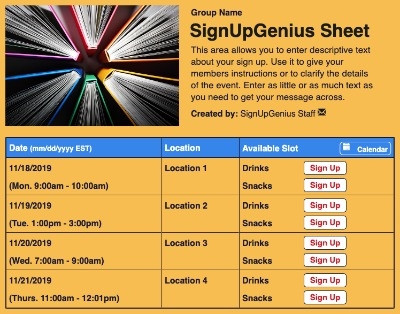 Group Name
SignUpGenius Sheet
This area allows you to enter descriptive text
about your sign up. Use it to give your
members instructions or to clarify the details
of the event. Enter as little or as much text as
you need to get your message across.
Created by: SignUpGenius Staff
Date (mm/dd/yyyy EST) Location Available Slot Calendar
11/18/2019 Location 1 Drinks Sign Up
(Mon. 9:00am - 10:00am) Snacks Sign Up
11/19/2019 Location 2 Drinks Sign Up
(Tue. 1:00pm - 3:00pm) Snacks Sign Up
11/20/2019 Location 3 Drinks Sign Up
(Wed. 7:00am - 9:00am) Snacks Sign Up
11/21/2019 Location 4 Drinks Sign Up
(Thurs. 11:00am - 12:01pm) Snacks Sign Up